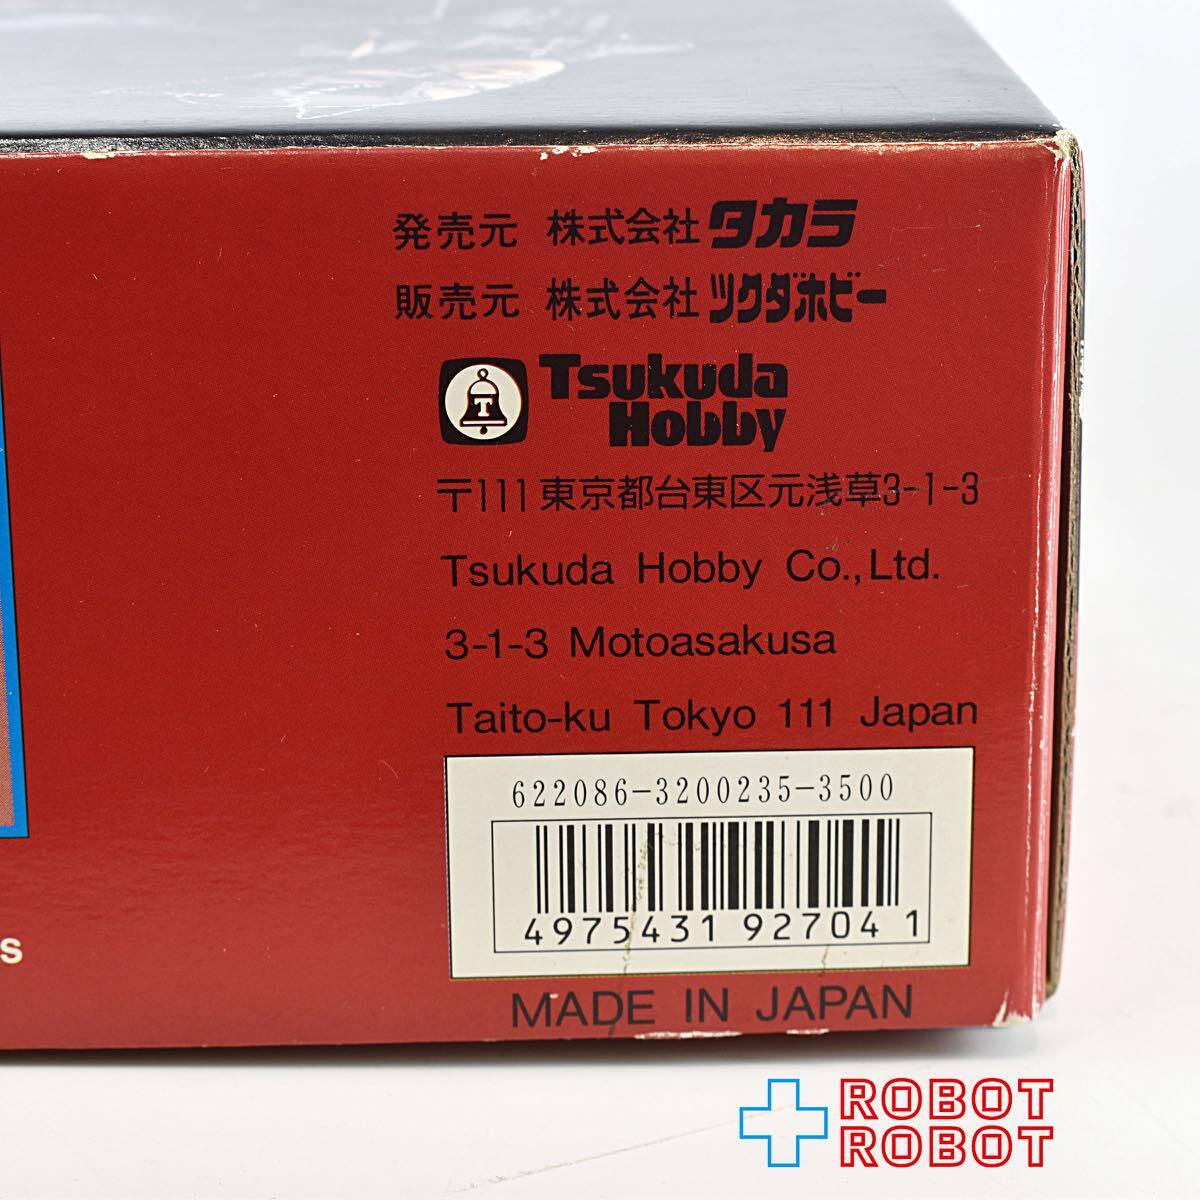 発売元 株式会社 タカラ
販売元 株式会社 ツクダホビー
T
Tsukuda
Hobby
〒111 東京都台東区元浅草3-1-3
Tsukuda Hobby Co.,Ltd.
3-1-3 Motoasakusa
Taito-ku Tokyo 111 Japan
622086-3200235-3500
4975431927041
MADE IN JAPAN
S
ROBOT
ROBOT